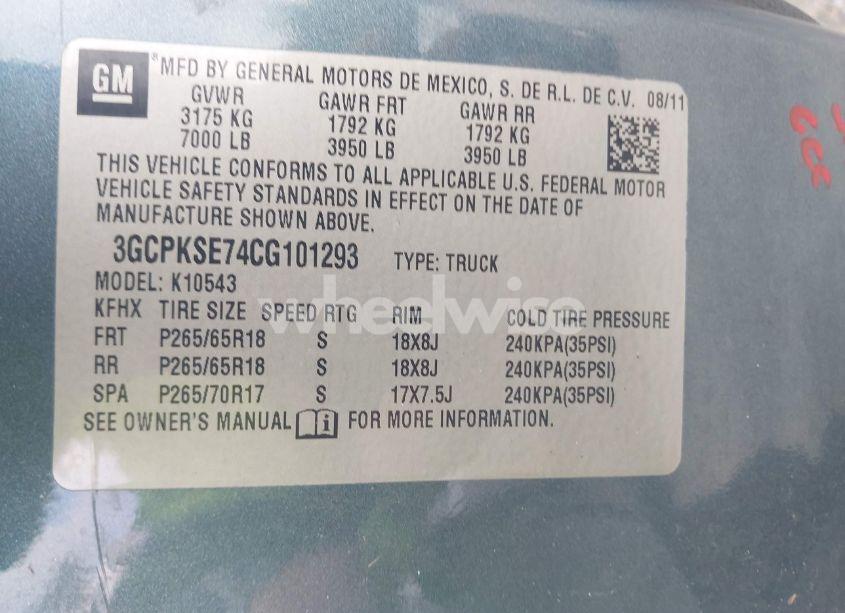 GM
®MFD BY GENERAL MOTORS DE MEXICO, S. DE R.L. DE C.V. 08/11
GVWR GAWR FRT GAWR RR
3175 KG 1792 KG 1792 KG
7000 LB 3950 LB 3950 LB
THIS VEHICLE CONFORMS TO ALL APPLICABLE U.S. FEDERAL MOTOR
VEHICLE SAFETY STANDARDS IN EFFECT ON THE DATE OF
MANUFACTURE SHOWN ABOVE.
3GCPKSE74CG101293 TYPE: TRUCK
MODEL: K10543
wheelwise
KFHX TIRE SIZE SPEED RTG RIM COLD TIRE PRESSURE
FRT P265/65R18 S 18X8J 240KPA(35PSI)
RR P265/65R18 S 18X8J 240KPA(35PSI)
SPA P265/70R17 S 17X7.5J 240KPA(35PSI)
SEE OWNER'S MANUAL i FOR MORE INFORMATION.